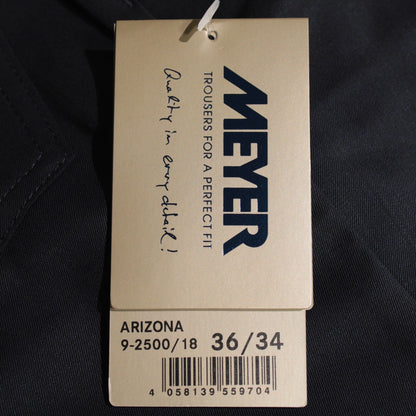 MEYER
TROUSERS FOR A PERFECT FIT
Quality in every detail!
ARIZONA
9-2500/18 36/34
4 058139 559704